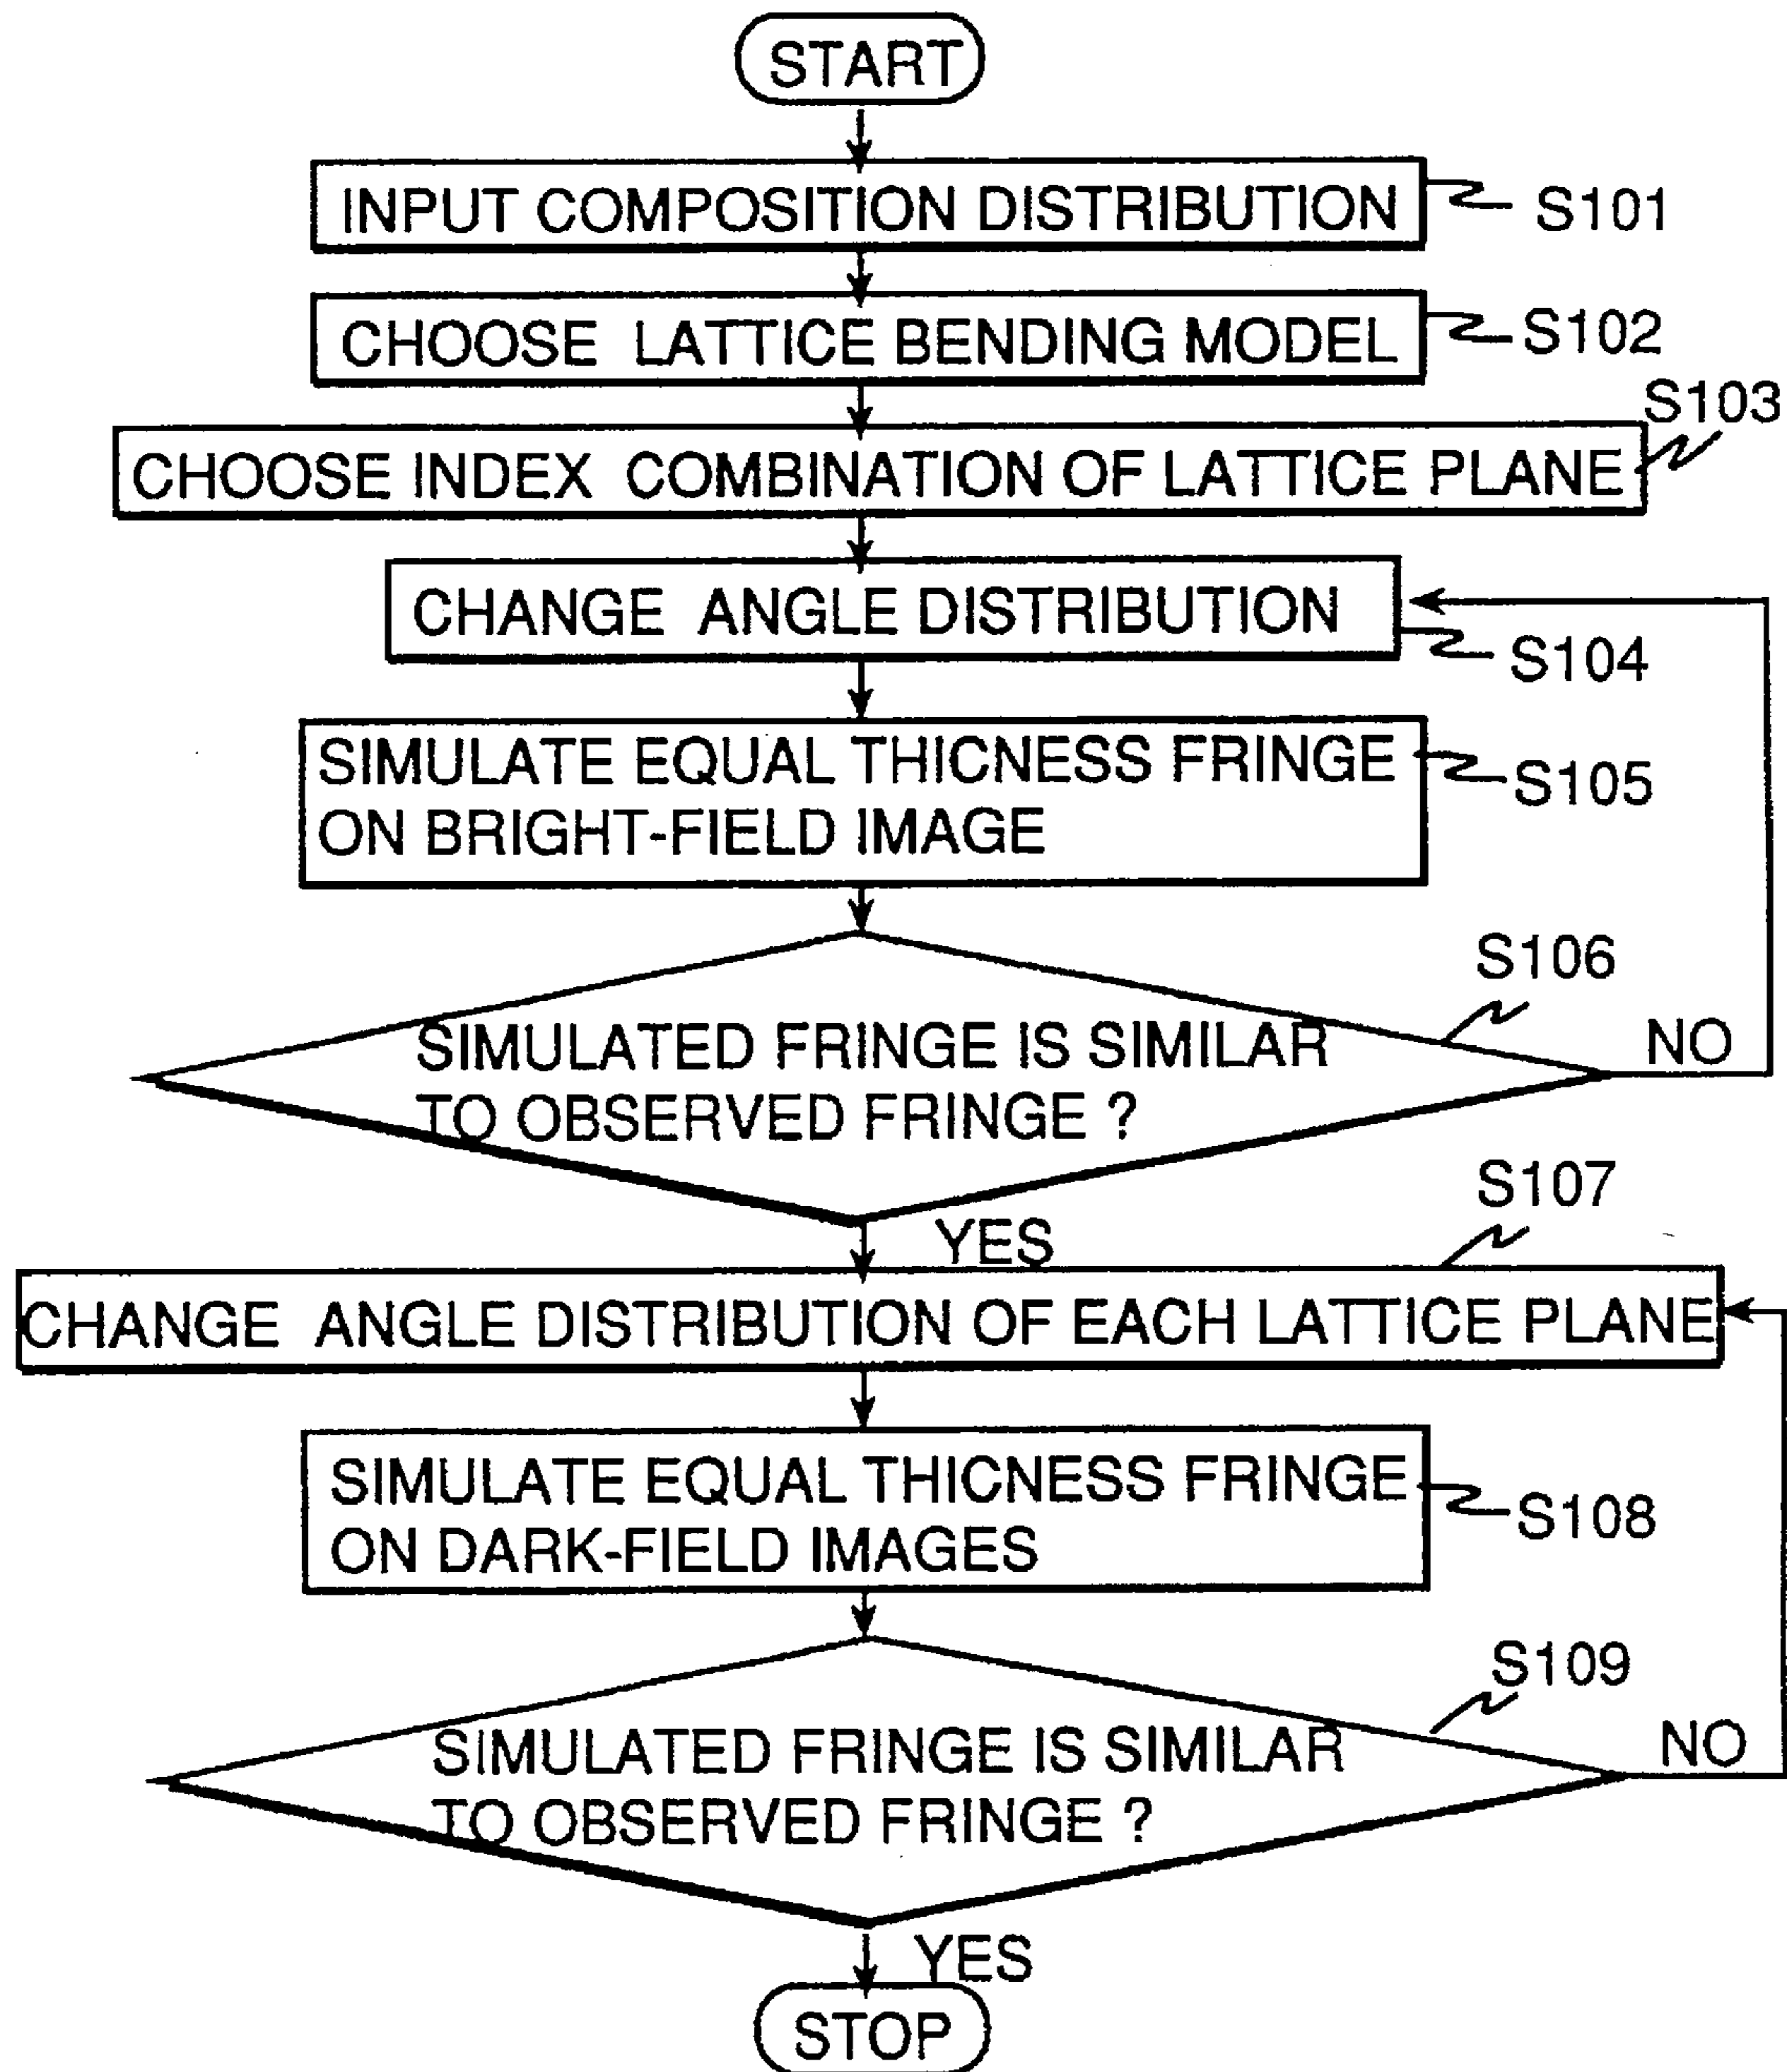 START
INPUT COMPOSITION DISTRIBUTION
S101
CHOOSE LATTICE BENDING MODEL
S102
S103
CHOOSE INDEX COMBINATION OF LATTICE PLANE
CHANGE ANGLE DISTRIBUTION
S104
SIMULATE EQUAL THICNESS FRINGE
ON BRIGHT-FIELD IMAGE
S105
S106
SIMULATED FRINGE IS SIMILAR
TO OBSERVED FRINGE ?
NO
YES
S107
CHANGE ANGLE DISTRIBUTION OF EACH LATTICE PLANE
SIMULATE EQUAL THICNESS FRINGE
ON DARK-FIELD IMAGES
S108
S109
SIMULATED FRINGE IS SIMILAR
TO OBSERVED FRINGE ?
NO
YES
STOP